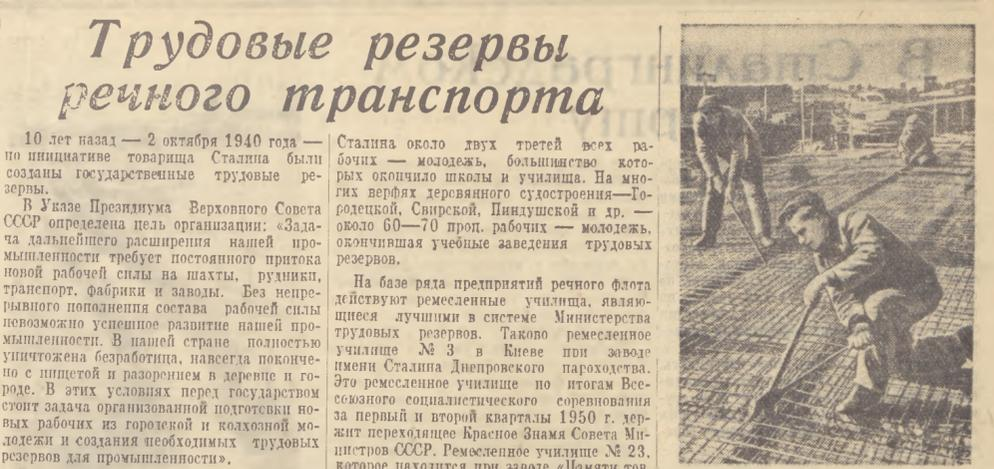 Трудовые резервы
речного транспорта
10 лет назад — 2 октября 1940 года —
по инициативе товарища Сталина были
созданы государственные трудовые ре-
зервы.
В Указе Президиума Верховного Совета
СССР определена цель организации: «Зада-
ча дальнейшего расширения нашей про-
мышленности требует постоянного притока
новой рабочей силы на шахты, рудники,
транспорт, фабрики и заводы. Без непре-
рывного пополнения состава рабочей силы
невозможно успешное развитие нашей про-
мышленности. В нашей стране полностью
уничтожена безработица, навсегда поконче-
но с нищетой и разорением в деревне и го-
роде. В этих условиях перед государством
стоит задача организованной подготовки но-
вых рабочих из городской и колхозной мо-
лодежи и создания необходимых трудовых
резервов для промышленности».
Сталина около двух третей всех ра-
бочих — молодежь, большинство кото-
рых окончило школы и училища. На мно-
гих верфях деревянного судостроения—Го-
родецкой, Свирской, Пиндушской и др. —
около 60—70 проц. рабочих — молодежь,
окончившая учебные заведения трудовых
резервов.
На базе ряда предприятий речного флота
действуют ремесленные училища, являю-
щиеся лучшими в системе Министерства
трудовых резервов. Таково ремесленное
училище № 3 в Киеве при заводе
имени Сталина Днепровского пароходства.
Это ремесленное училище по итогам Все-
союзного социалистического соревнования
за первый и второй кварталы 1950 г. дер-
жит переходящее Красное Знамя Совета Ми-
нистров СССР. Ремесленное училище № 23,
которое находится при заводе «Памяти тов.